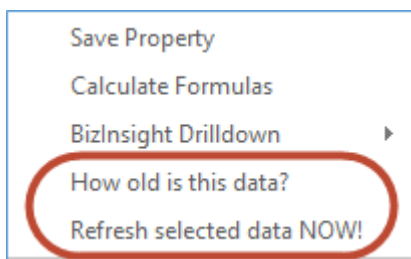 Save Property
Calculate Formulas
BizInsight Drilldown
How old is this data?
Refresh selected data NOW!